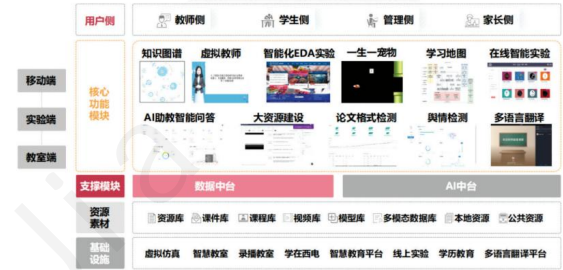 用户侧 教师侧 学生侧 管理侧 家长侧
知识图谱 虚拟教师 智能化EDA实验 一生一宠物 学习地图 在线智能实验
移动端
实验端
教室端
核心
功能
模块
AI助教智能问答 大资源建设 论文格式检测 舆情检测 多语言翻译
支撑模块 数据中台 AI中台
资源
素材
资源库 课件库 课程库 视频库 模型库 多模态数据库 本地资源 公共资源
基础
设施
虚拟仿真 智慧教室 录播教室 学在西电 智慧教育平台 线上实验 学历教育 多语言翻译平台